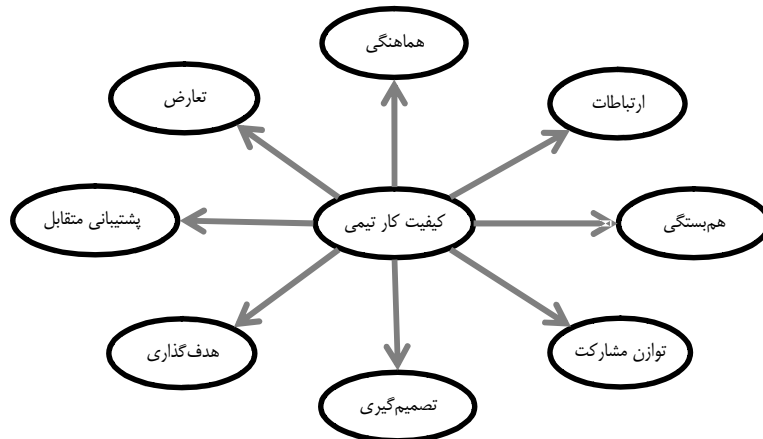 هماهنگی
تعارض
ارتباطات
پشتیبانی متقابل
کیفیت کار تیمی
هم‌بستگی
هدف‌گذاری
توازن مشارکت
تصمیم‌گیری